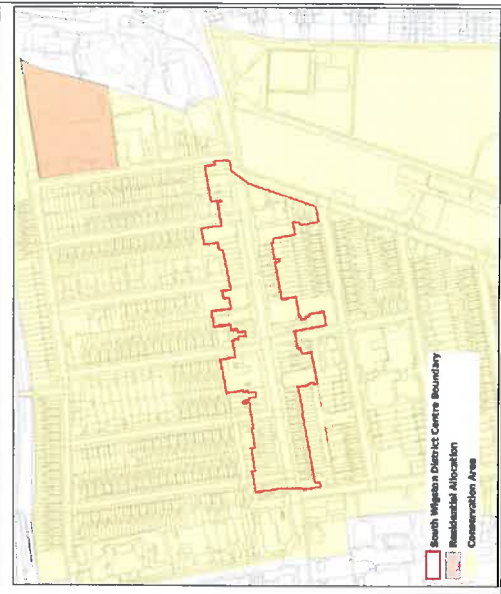 South Wigston District Centre Boundary
Residential Allocation
Conservation Area